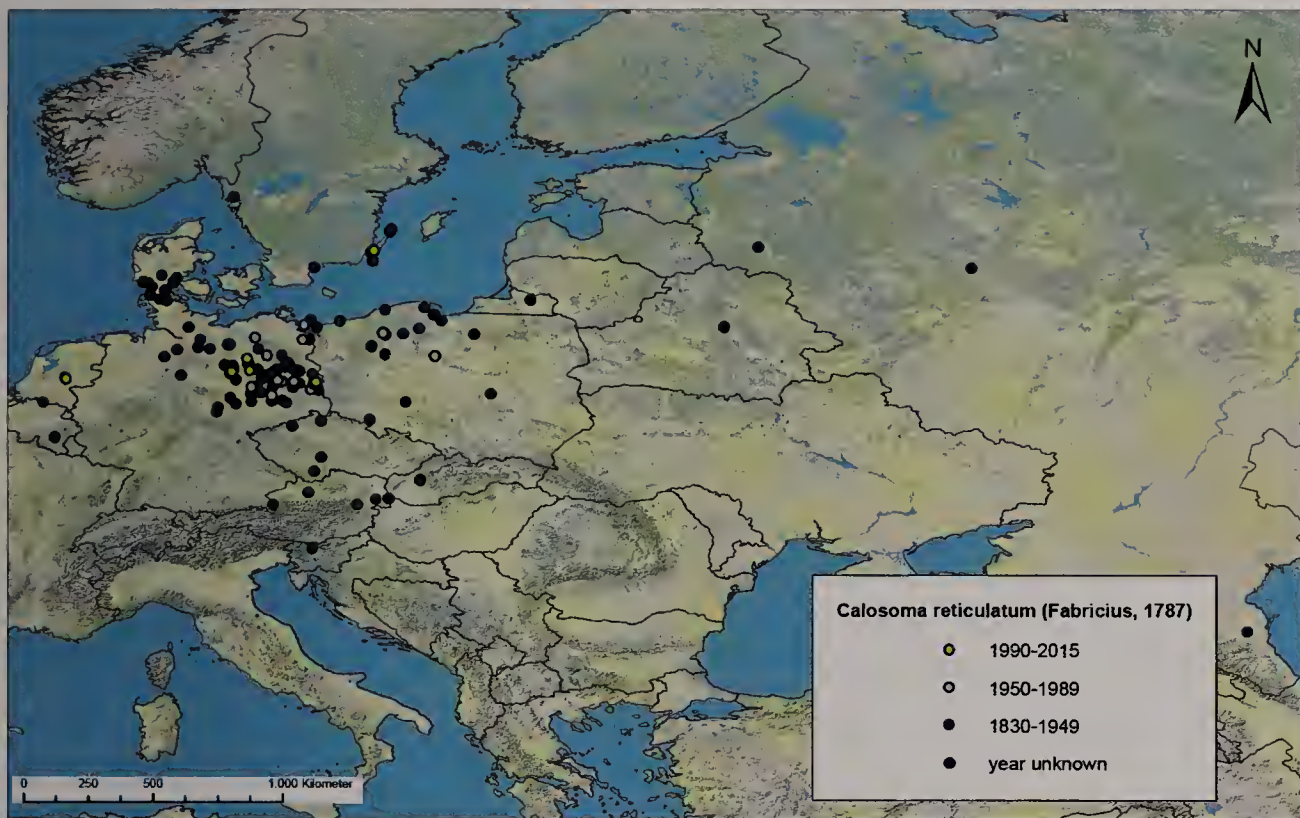 N
Calosoma reticulatum (Fabricius, 1787)
1990-2015
1950-1989
1830-1949
year unknown
0 250 500 1.000 Kilometer